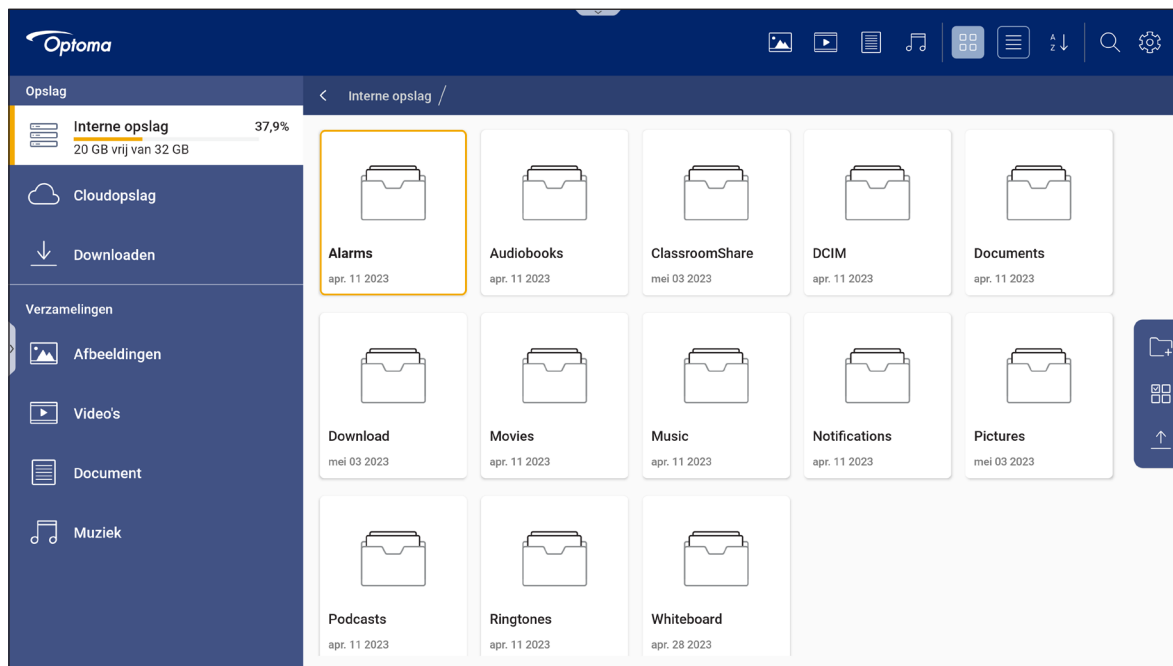 Optoma
A
Z
Opslag
Interne opslag 37,9%
20 GB vrij van 32 GB
Cloudopslag
Downloaden
Verzamelingen
Afbeeldingen
Video's
Document
Muziek
Interne opslag /
Alarms
apr. 11 2023
Audiobooks
apr. 11 2023
ClassroomShare
mei 03 2023
DCIM
apr. 11 2023
Documents
apr. 11 2023
Download
mei 03 2023
Movies
apr. 11 2023
Music
apr. 11 2023
Notifications
apr. 11 2023
Pictures
mei 03 2023
Podcasts
apr. 11 2023
Ringtones
apr. 11 2023
Whiteboard
apr. 28 2023